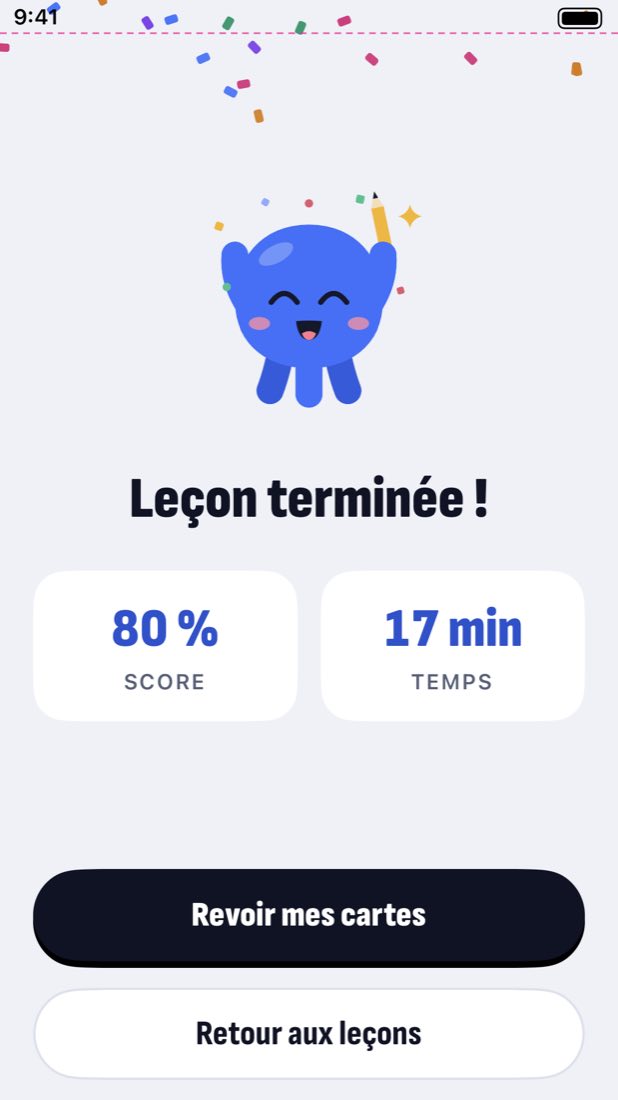 9:41
Leçon terminée !
80 %
SCORE
17 min
TEMPS
Revoir mes cartes
Retour aux leçons